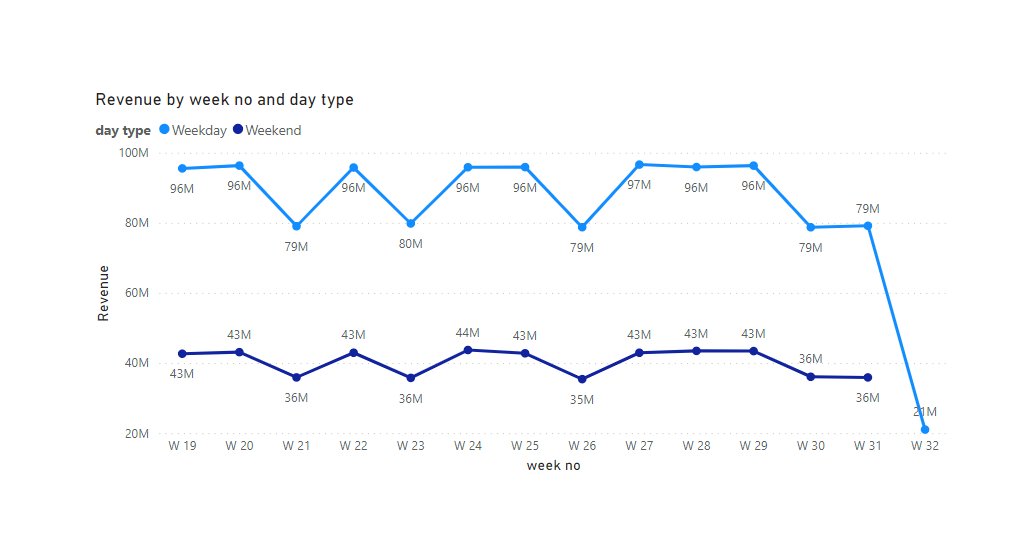 Revenue by week no and day type
day type Weekday Weekend
100M
80M
60M
40M
20M
Revenue
96M 96M 79M 96M 80M 96M 96M 79M 97M 96M 96M 79M 79M 21M
43M 43M 36M 43M 36M 44M 43M 35M 43M 43M 43M 36M 36M
W 19 W 20 W 21 W 22 W 23 W 24 W 25 W 26 W 27 W 28 W 29 W 30 W 31 W 32
week no